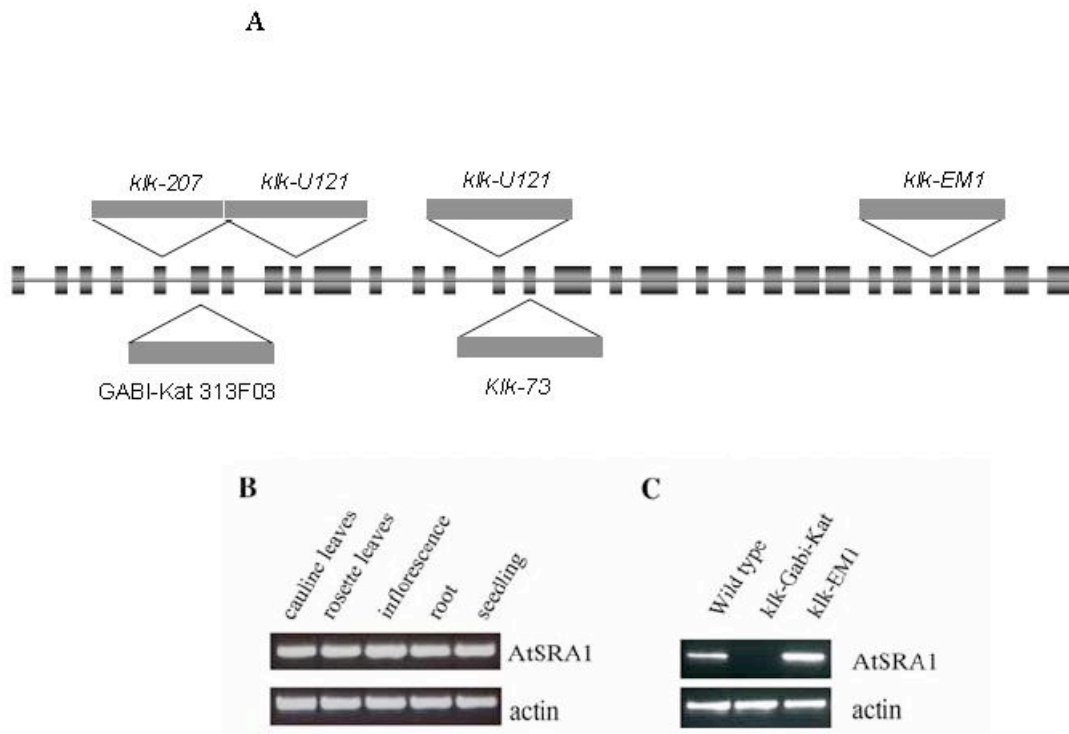 A
klk-207 klk-U121 klk-U121 klk-EM1
GABI-Kat 313F03 Klk-73
B
cauline leaves
rosette leaves
inflorescence
root
seedling
AtSRA1
actin
C
Wild type
klk-Gabi-Kat
klk-EM1
AtSRA1
actin